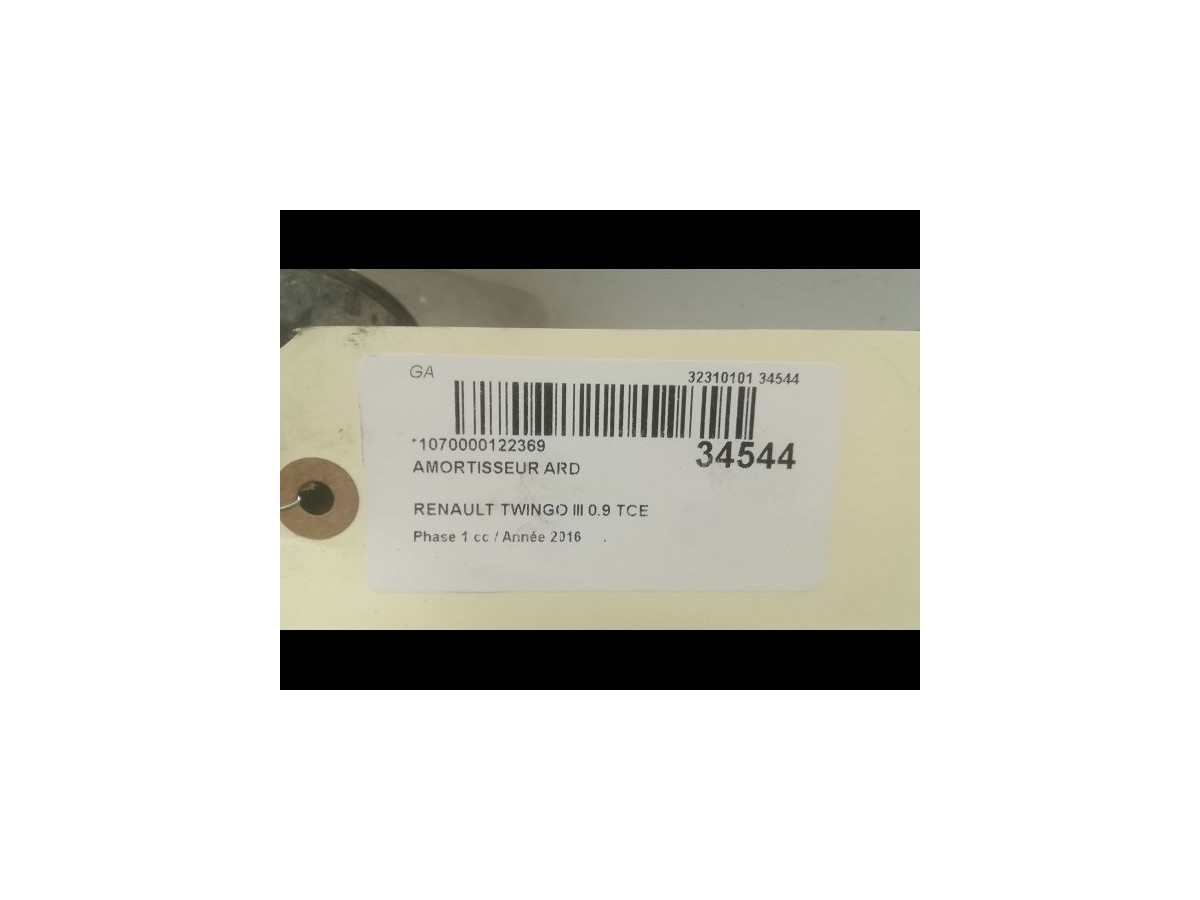 GA
32310101 34544
*1070000122369
34544
AMORTISSEUR ARD
RENAULT TWINGO III 0.9 TCE
Phase 1 cc / Année 2016 .